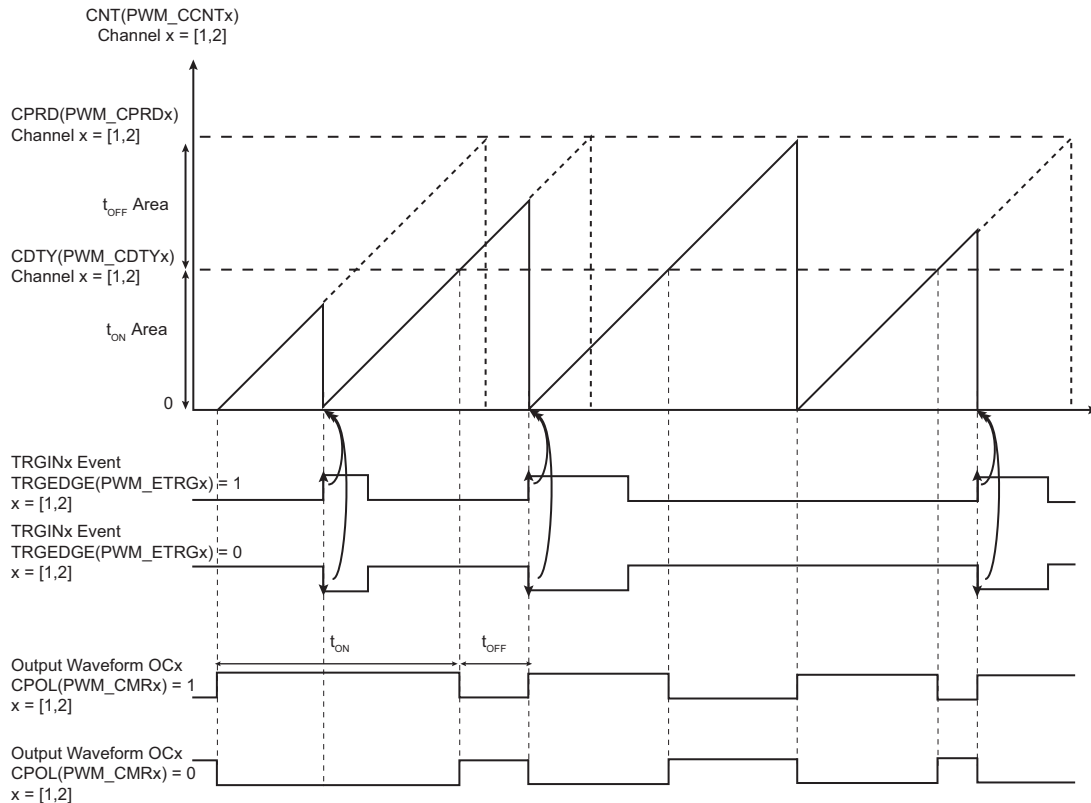 CNT(PWM_CCNTx)
Channel x = [1,2]
CPRD(PWM_CPRDx)
Channel x = [1,2]
tOFF Area
CDTY(PWM_CDTYx)
Channel x = [1,2]
tON Area
0
TRGINx Event
TRGEDGE(PWM_ETRGx) = 1
x = [1,2]
TRGINx Event
TRGEDGE(PWM_ETRGx) = 0
x = [1,2]
tON
tOFF
Output Waveform OCx
CPOL(PWM_CMRx) = 1
x = [1,2]
Output Waveform OCx
CPOL(PWM_CMRx) = 0
x = [1,2]